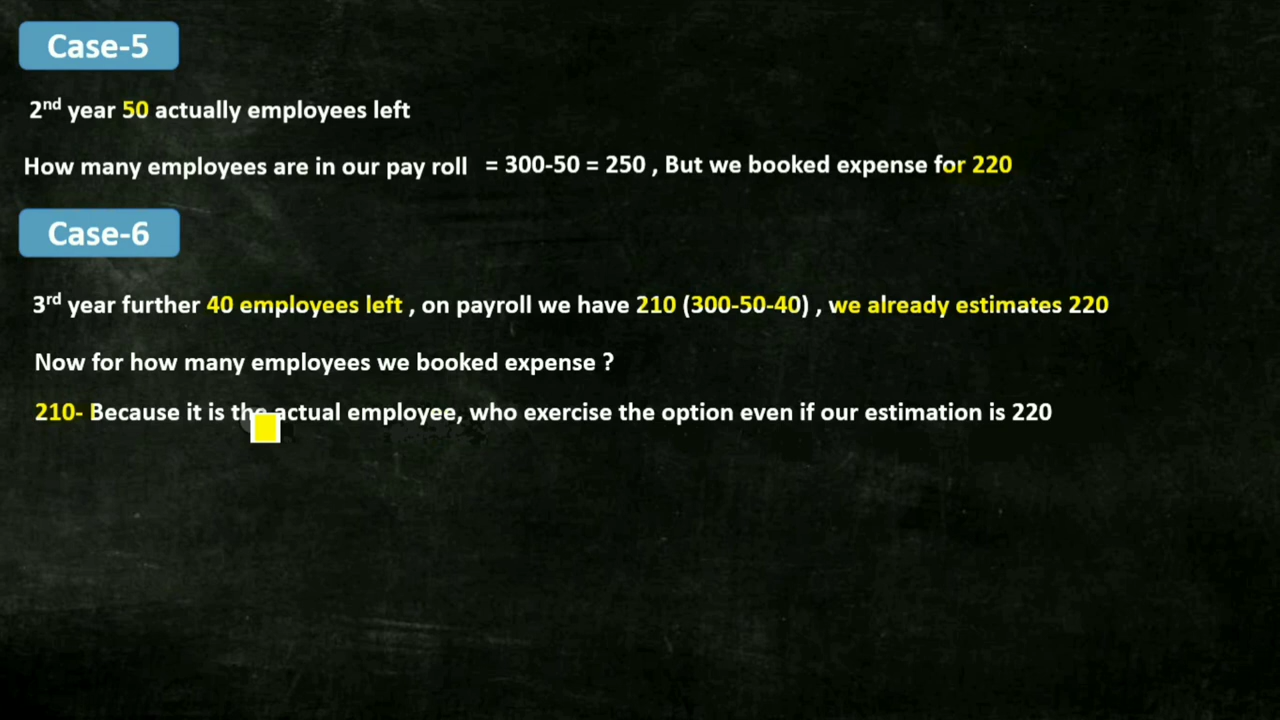 Case-5
2nd year 50 actually employees left
How many employees are in our pay roll = 300-50 = 250 , But we booked expense for 220
Case-6
3rd year further 40 employees left , on payroll we have 210 (300-50-40) , we already estimates 220
Now for how many employees we booked expense ?
210- Because it is the actual employee, who exercise the option even if our estimation is 220